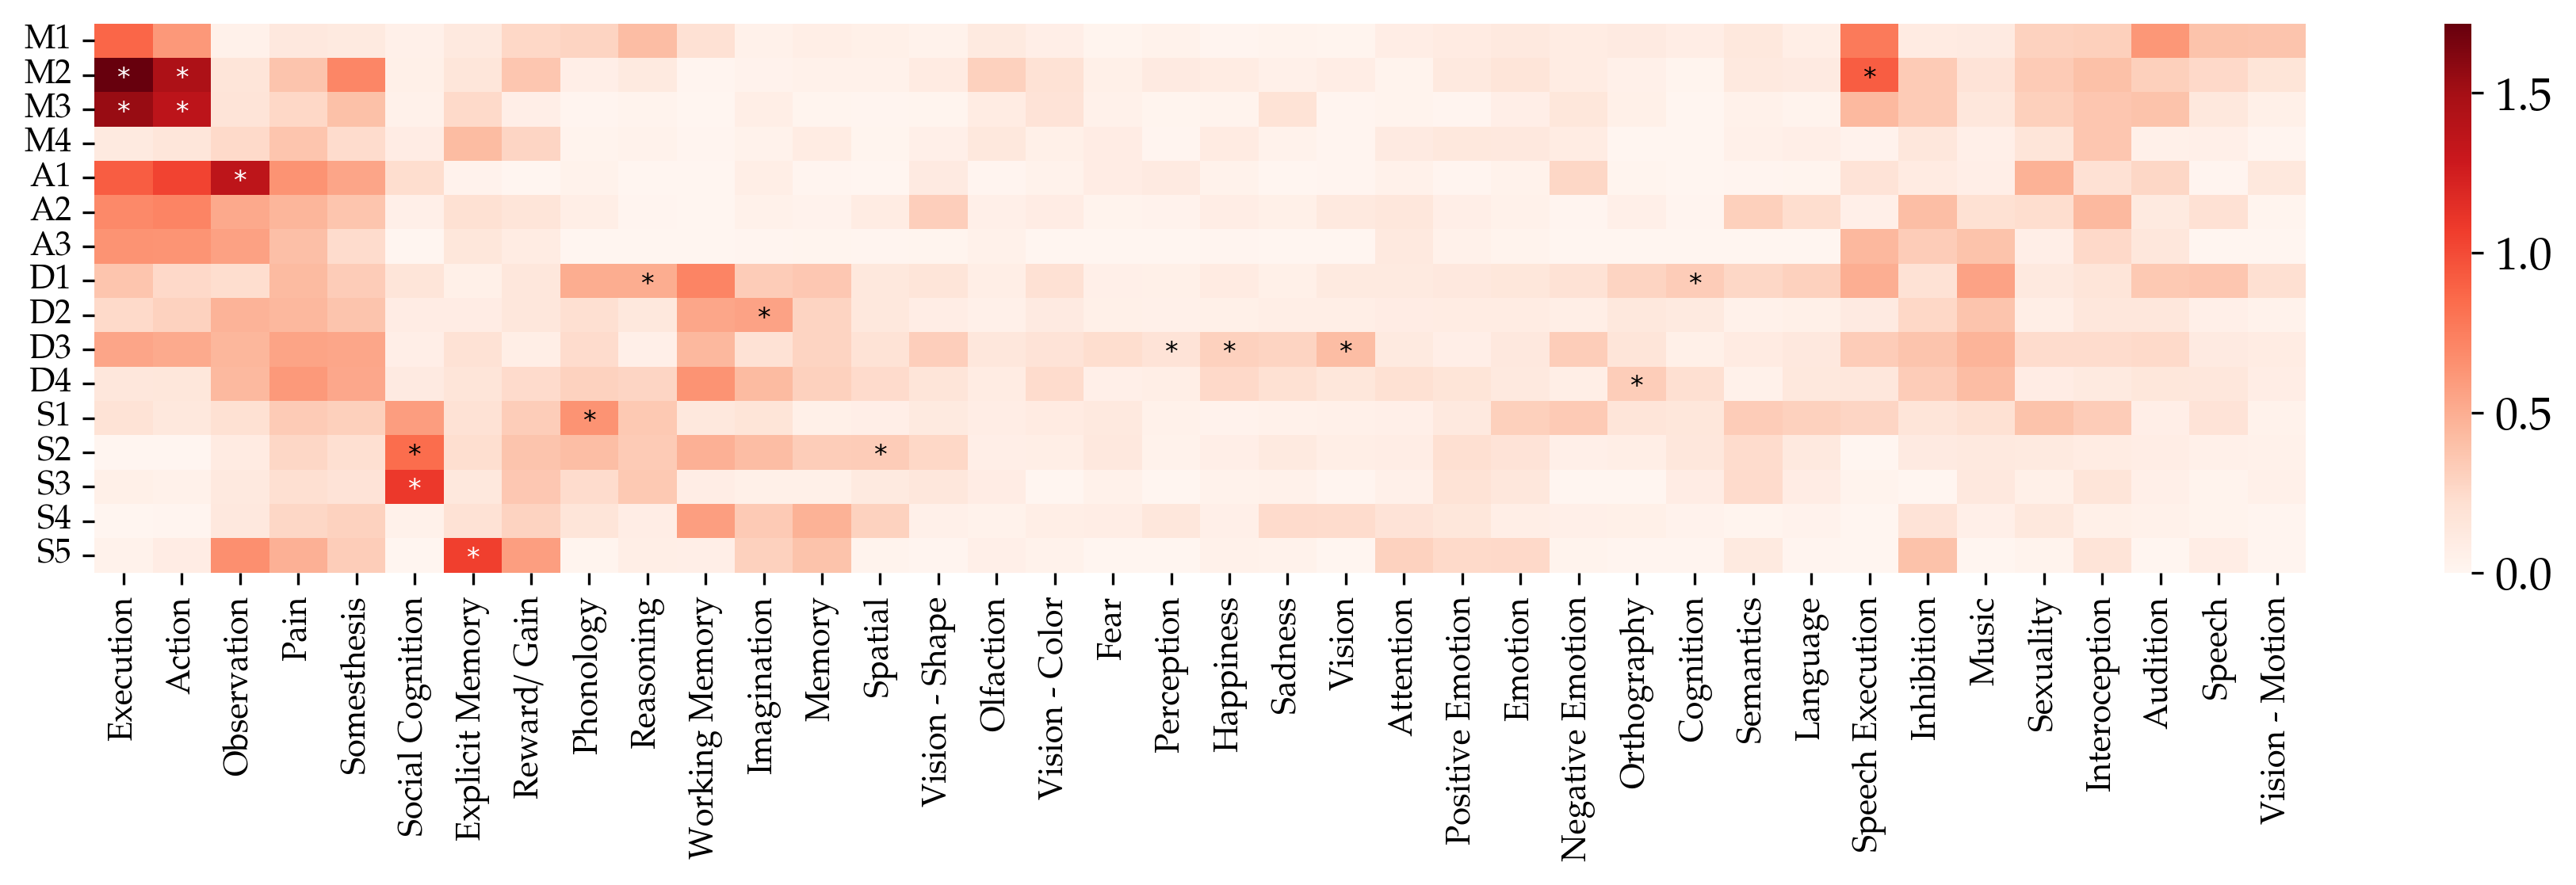 M1
M2
* * *
M3
* *
M4
A1
*
A2
A3
D1
* *
D2
*
D3
* * *
D4
*
S1
*
S2
* *
S3
*
S4
S5
*
Execution
Action
Observation
Pain
Somesthesis
Social Cognition
Explicit Memory
Reward/ Gain
Phonology
Reasoning
Working Memory
Imagination
Memory
Spatial
Vision - Shape
Olfaction
Vision - Color
Fear
Perception
Happiness
Sadness
Vision
Attention
Positive Emotion
Emotion
Negative Emotion
Orthography
Cognition
Semantics
Language
Speech Execution
Inhibition
Music
Sexuality
Interoception
Audition
Speech
Vision - Motion
1.5
1.0
0.5
0.0